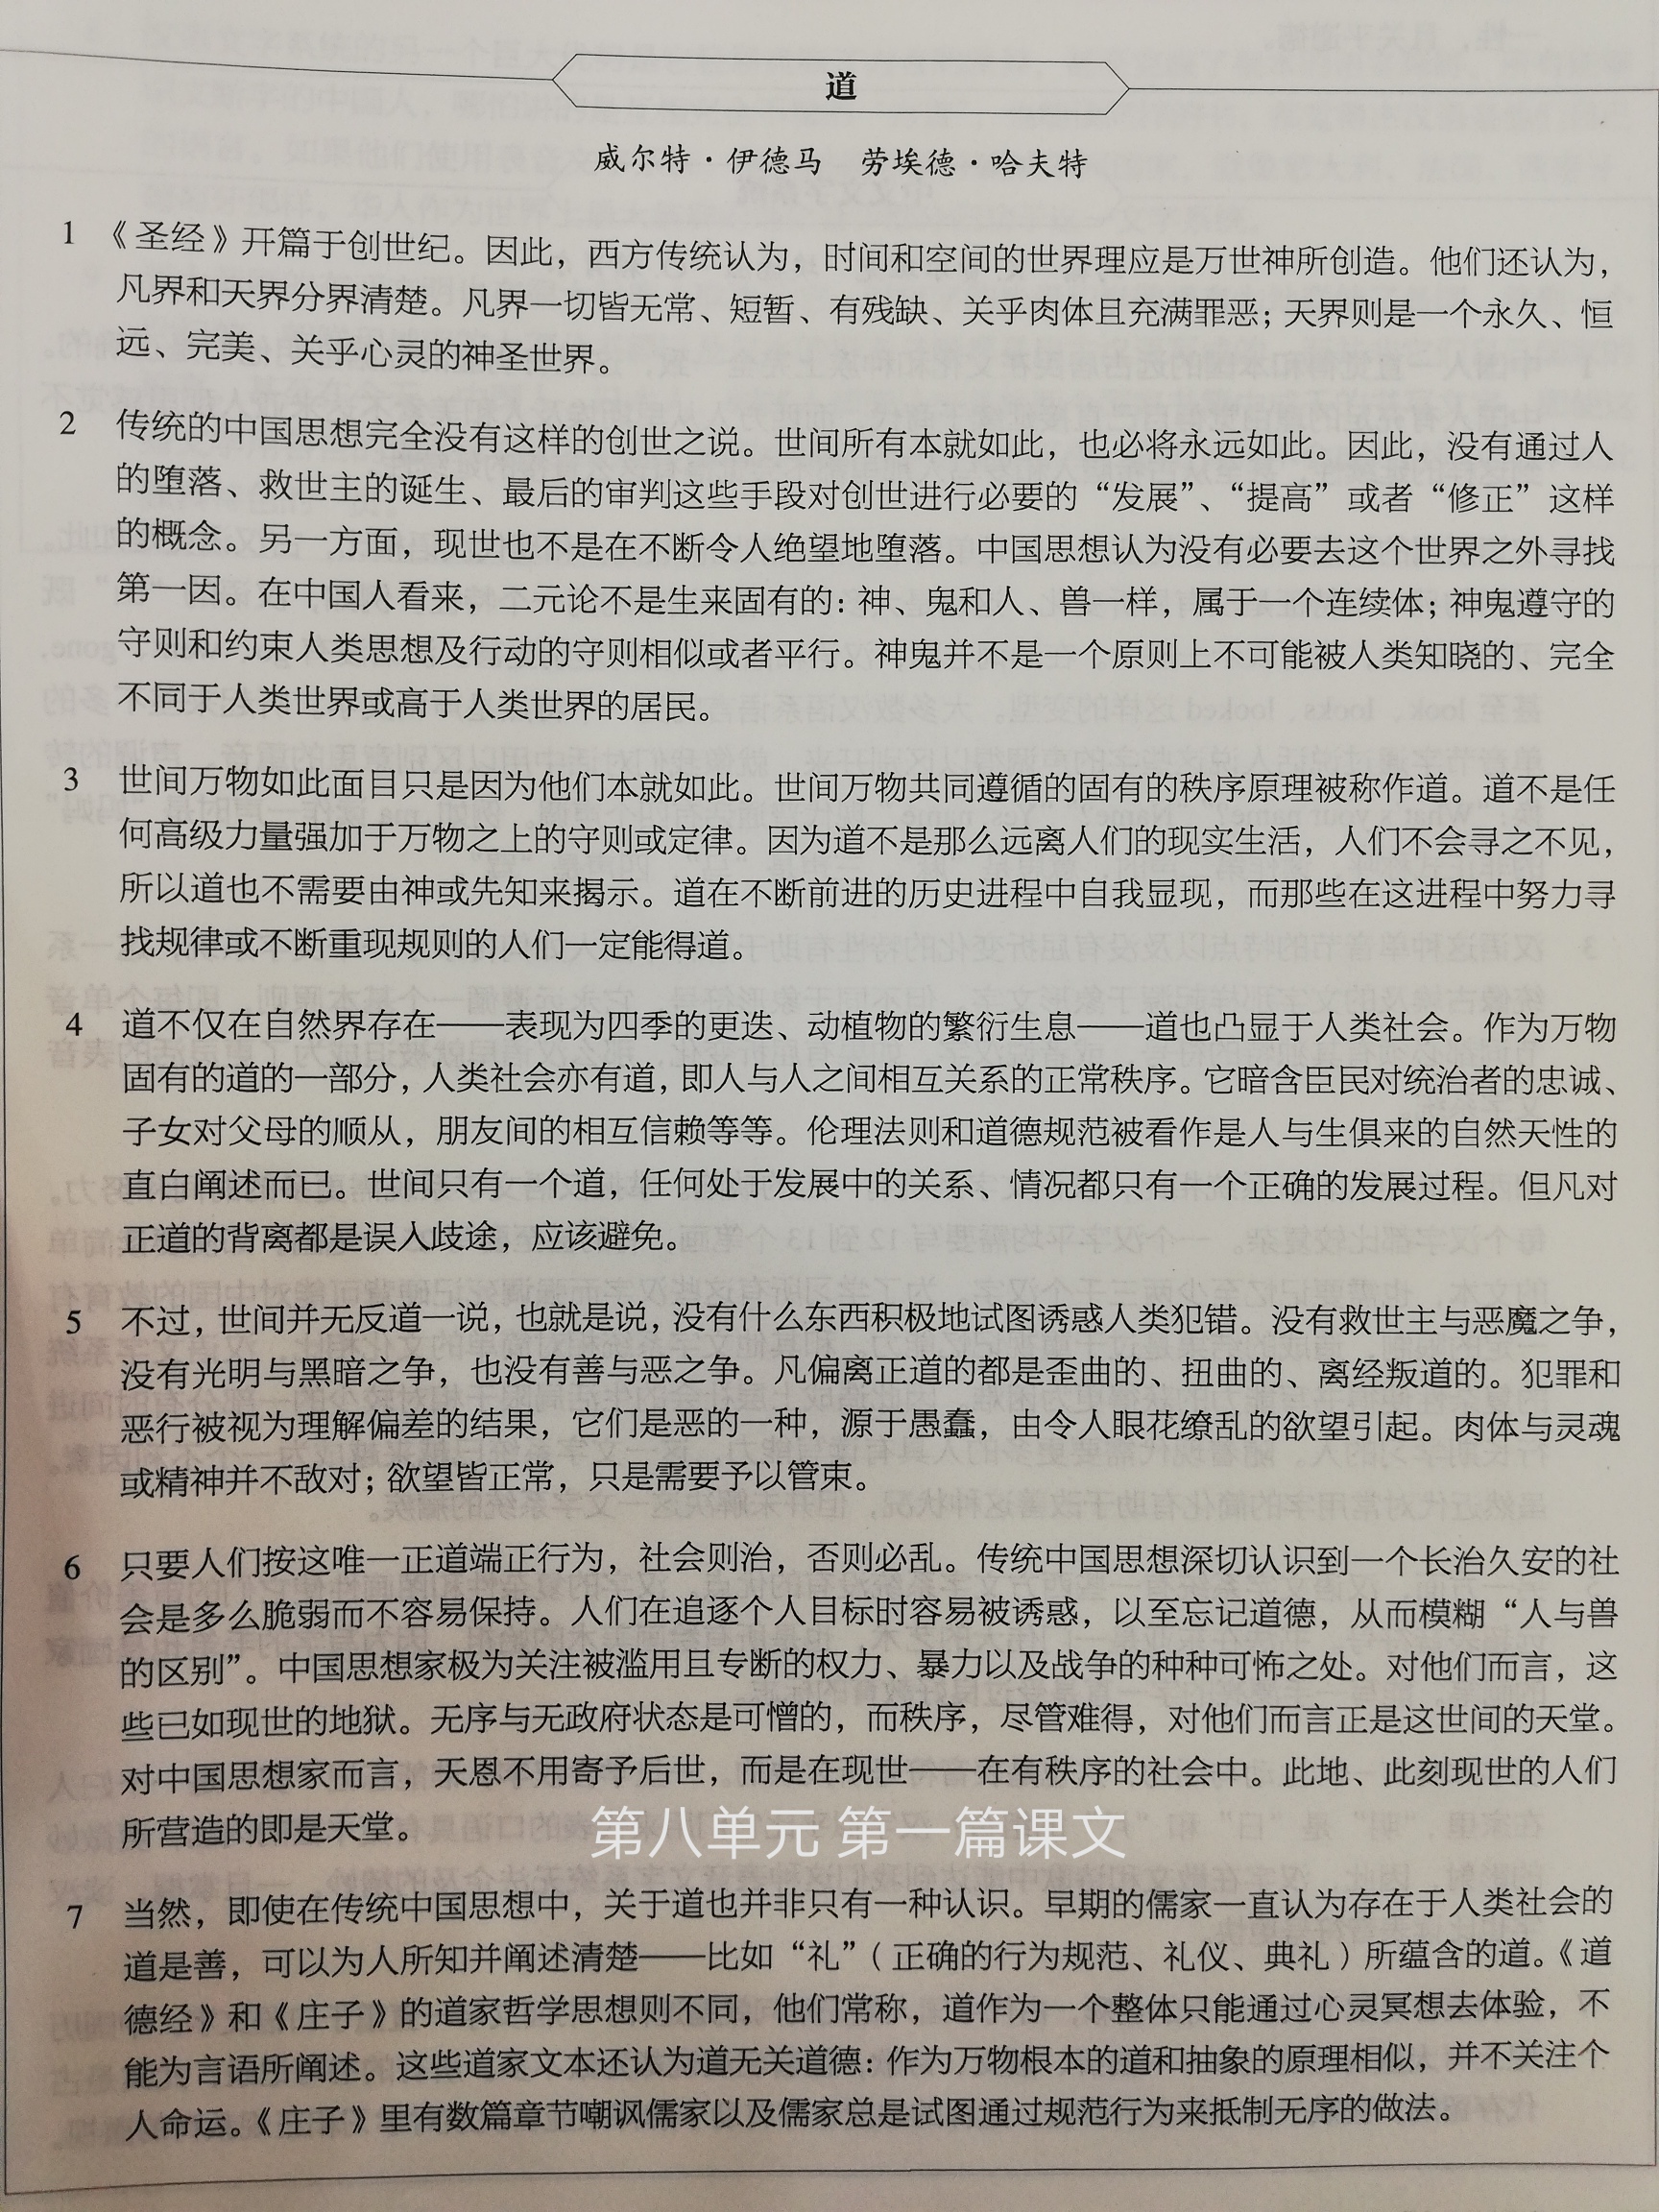 道
威尔特·伊德马 劳埃德·哈夫特
1 《圣经》开篇于创世纪。因此，西方传统认为，时间和空间的世界理应是万世神所创造。他们还认为，
凡界和天界分界清楚。凡界一切皆无常、短暂、有残缺、关乎肉体且充满罪恶；天界则是一个永久、恒
远、完美、关乎心灵的神圣世界。
2 传统的中国思想完全没有这样的创世之说。世间所有本就如此，也必将永远如此。因此，没有通过人
的堕落、救世主的诞生、最后的审判这些手段对创世进行必要的“发展”、“提高”或者“修正”这样
的概念。另一方面，现世也不是在不断令人绝望地堕落。中国思想认为没有必要去这个世界之外寻找
第一因。在中国人看来，二元论不是生来固有的：神、鬼和人、兽一样，属于一个连续体；神鬼遵守的
守则和约束人类思想及行动的守则相似或者平行。神鬼并不是一个原则上不可能被人类知晓的、完全
不同于人类世界或高于人类世界的居民。
3 世间万物如此面目只是因为他们本就如此。世间万物共同遵循的固有的秩序原理被称作道。道不是任
何高级力量强加于万物之上的守则或定律。因为道不是那么远离人们的现实生活，人们不会寻之不见，
所以道也不需要由神或先知来揭示。道在不断前进的历史进程中自我显现，而那些在这进程中努力寻
找规律或不断重现规则的人们一定能得道。
4 道不仅在自然界存在——表现为四季的更迭、动植物的繁衍生息——道也凸显于人类社会。作为万物
固有的道的一部分，人类社会亦有道，即人与人之间相互关系的正常秩序。它暗含臣民对统治者的忠诚、
子女对父母的顺从，朋友间的相互信赖等等。伦理法则和道德规范被看作是人与生俱来的自然天性的
直白阐述而已。世间只有一个道，任何处于发展中的关系、情况都只有一个正确的发展过程。但凡对
正道的背离都是误入歧途，应该避免。
5 不过，世间并无反道一说，也就是说，没有什么东西积极地试图诱惑人类犯错。没有救世主与恶魔之争，
没有光明与黑暗之争，也没有善与恶之争。凡偏离正道的都是歪曲的、扭曲的、离经叛道的。犯罪和
恶行被视为理解偏差的结果，它们是恶的一种，源于愚蠢，由令人眼花缭乱的欲望引起。肉体与灵魂
或精神并不敌对；欲望皆正常，只是需要予以管束。
6 只要人们按这唯一正道端正行为，社会则治，否则必乱。传统中国思想深切认识到一个长治久安的社
会是多么脆弱而不容易保持。人们在追逐个人目标时容易被诱惑，以至忘记道德，从而模糊“人与兽
的区别”。中国思想家极为关注被滥用且专断的权力、暴力以及战争的种种可怖之处。对他们而言，这
些已如现世的地狱。无序与无政府状态是可憎的，而秩序，尽管难得，对他们而言正是这世间的天堂。
对中国思想家而言，天恩不用寄予后世，而是在现世——在有秩序的社会中。此地、此刻现世的人们
所营造的即是天堂。
第八单元 第一篇课文
7 当然，即使在传统中国思想中，关于道也并非只有一种认识。早期的儒家一直认为存在于人类社会的
道是善，可以为人所知并阐述清楚——比如“礼”（正确的行为规范、礼仪、典礼）所蕴含的道。《道
德经》和《庄子》的道家哲学思想则不同，他们常称，道作为一个整体只能通过心灵冥想去体验，不
能为言语所阐述。这些道家文本还认为道无关道德：作为万物根本的道和抽象的原理相似，并不关注个
人命运。《庄子》里有数篇章节嘲讽儒家以及儒家总是试图通过规范行为来抵制无序的做法。